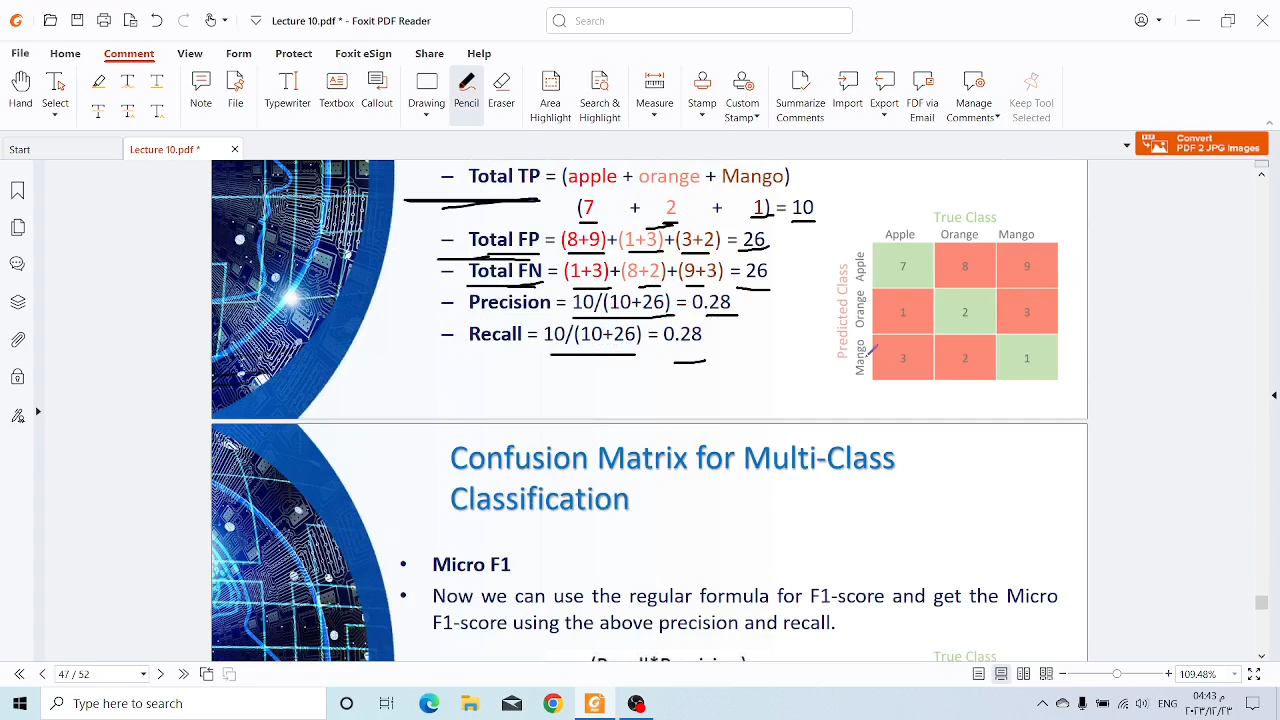 Lecture 10.pdf * - Foxit PDF Reader
Search
File Home Comment Foxit Sign Help
Hand Select Note File Typewriter Textbox Callout Drawing Pencil Eraser Area Highlight Search & Highlight Measure Stamp Custom Stamp Summarize Comments Import Export FDF via Email Manage Comments Keep Tool Selected
Start Lecture 10.pdf *
Convert
PDF 2 JPG Images
– Total TP = (apple + orange + Mango)
(7 + 2 + 1) = 10
– Total FP = (8+9)+(1+3)+(3+2) = 26
– Total FN = (1+3)+(8+2)+(9+3) = 26
– Precision = 10/(10+26) = 0.28
– Recall = 10/(10+26) = 0.28
True Class
Apple Orange Mango
Predicted Class
Apple 7 8 9
Orange 1 2 3
Mango 3 2 1
Confusion Matrix for Multi-Class
Classification
• Micro F1
• Now we can use the regular formula for F1-score and get the Micro
F1-score using the above precision and recall.
True Class
47 / 52
109.48%
Type here to search
ENG
04:43